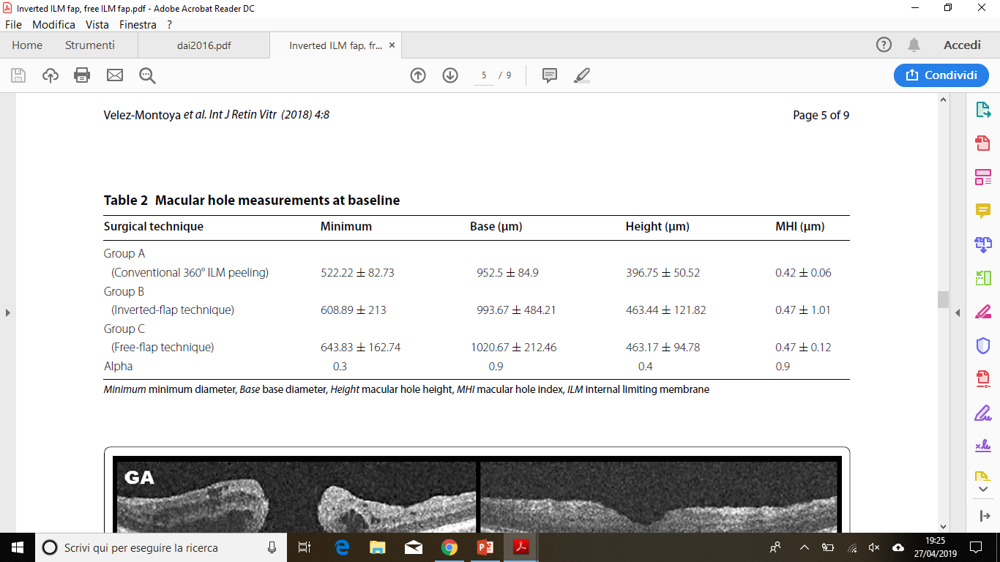 Inverted ILM fap, free ILM fap.pdf - Adobe Acrobat Reader DC
File Modifica Vista Finestra ?
Home Strumenti dai2016.pdf Inverted ILM fap, fr... × Accedi
5 / 9 Condividi
Velez-Montoya et al. Int J Retin Vitr (2018) 4:8 Page 5 of 9
Table 2 Macular hole measurements at baseline
Surgical technique Minimum Base (μm) Height (μm) MHI (μm)
Group A
(Conventional 360° ILM peeling) 522.22 ± 82.73 952.5 ± 84.9 396.75 ± 50.52 0.42 ± 0.06
Group B
(Inverted-flap technique) 608.89 ± 213 993.67 ± 484.21 463.44 ± 121.82 0.47 ± 1.01
Group C
(Free-flap technique) 643.83 ± 162.74 1020.67 ± 212.46 463.17 ± 94.78 0.47 ± 0.12
Alpha 0.3 0.9 0.4 0.9
Minimum minimum diameter, Base base diameter, Height macular hole height, MHI macular hole index, ILM internal limiting membrane
GA
Scrivi qui per eseguire la ricerca 19:25
27/04/2019